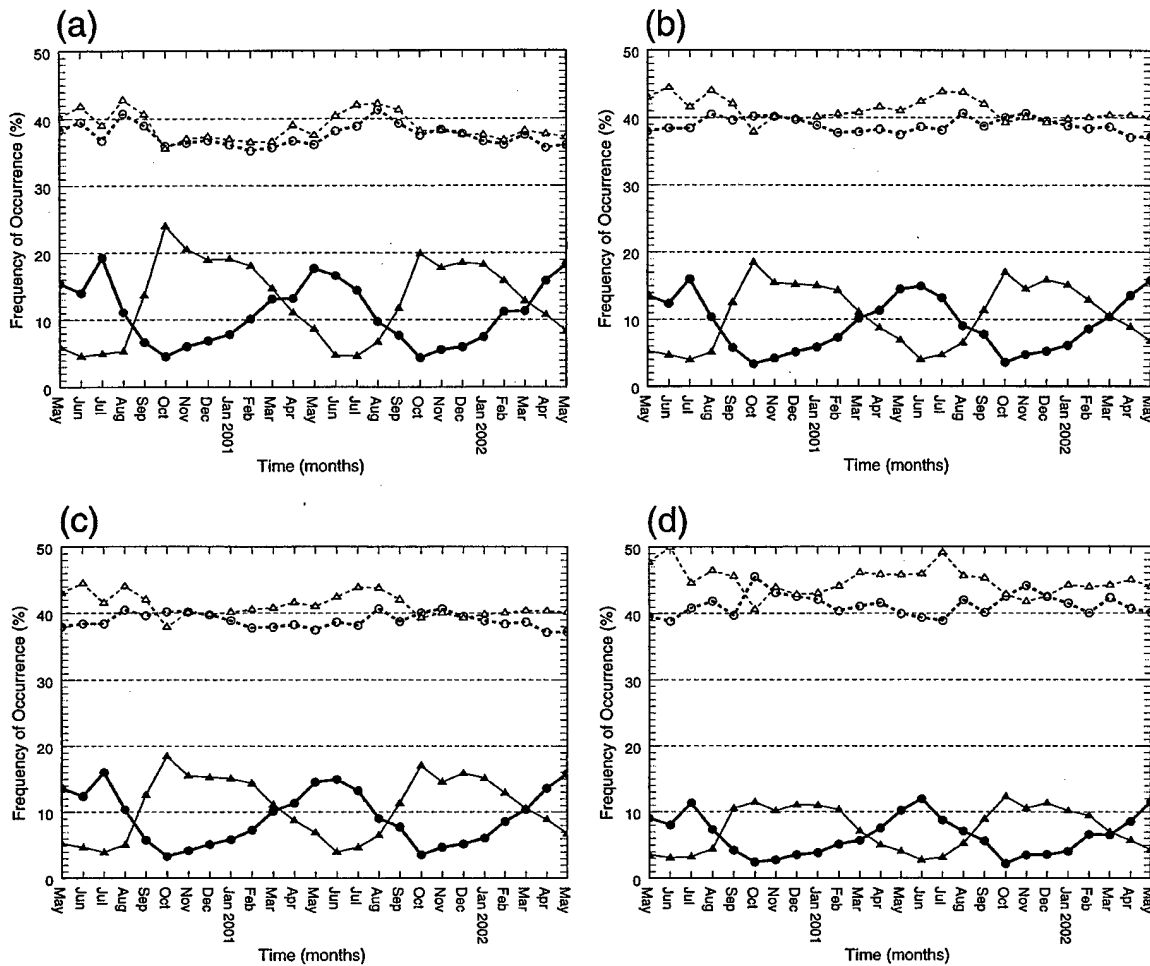 (a)
50
40
30
20
10
0
Frequency of Occurrence (%)
May Jun Jul Aug Sep Oct Nov Dec Jan 2001 Feb Mar Apr May Jun Jul Aug Sep Oct Nov Dec Jan 2002 Feb Mar Apr May
Time (months)
(b)
50
40
30
20
10
0
Frequency of Occurrence (%)
May Jun Jul Aug Sep Oct Nov Dec Jan 2001 Feb Mar Apr May Jun Jul Aug Sep Oct Nov Dec Jan 2002 Feb Mar Apr May
Time (months)
(c)
50
40
30
20
10
0
Frequency of Occurrence (%)
May Jun Jul Aug Sep Oct Nov Dec Jan 2001 Feb Mar Apr May Jun Jul Aug Sep Oct Nov Dec Jan 2002 Feb Mar Apr May
Time (months)
(d)
50
40
30
20
10
0
Frequency of Occurrence (%)
May Jun Jul Aug Sep Oct Nov Dec Jan 2001 Feb Mar Apr May Jun Jul Aug Sep Oct Nov Dec Jan 2002 Feb Mar Apr May
Time (months)